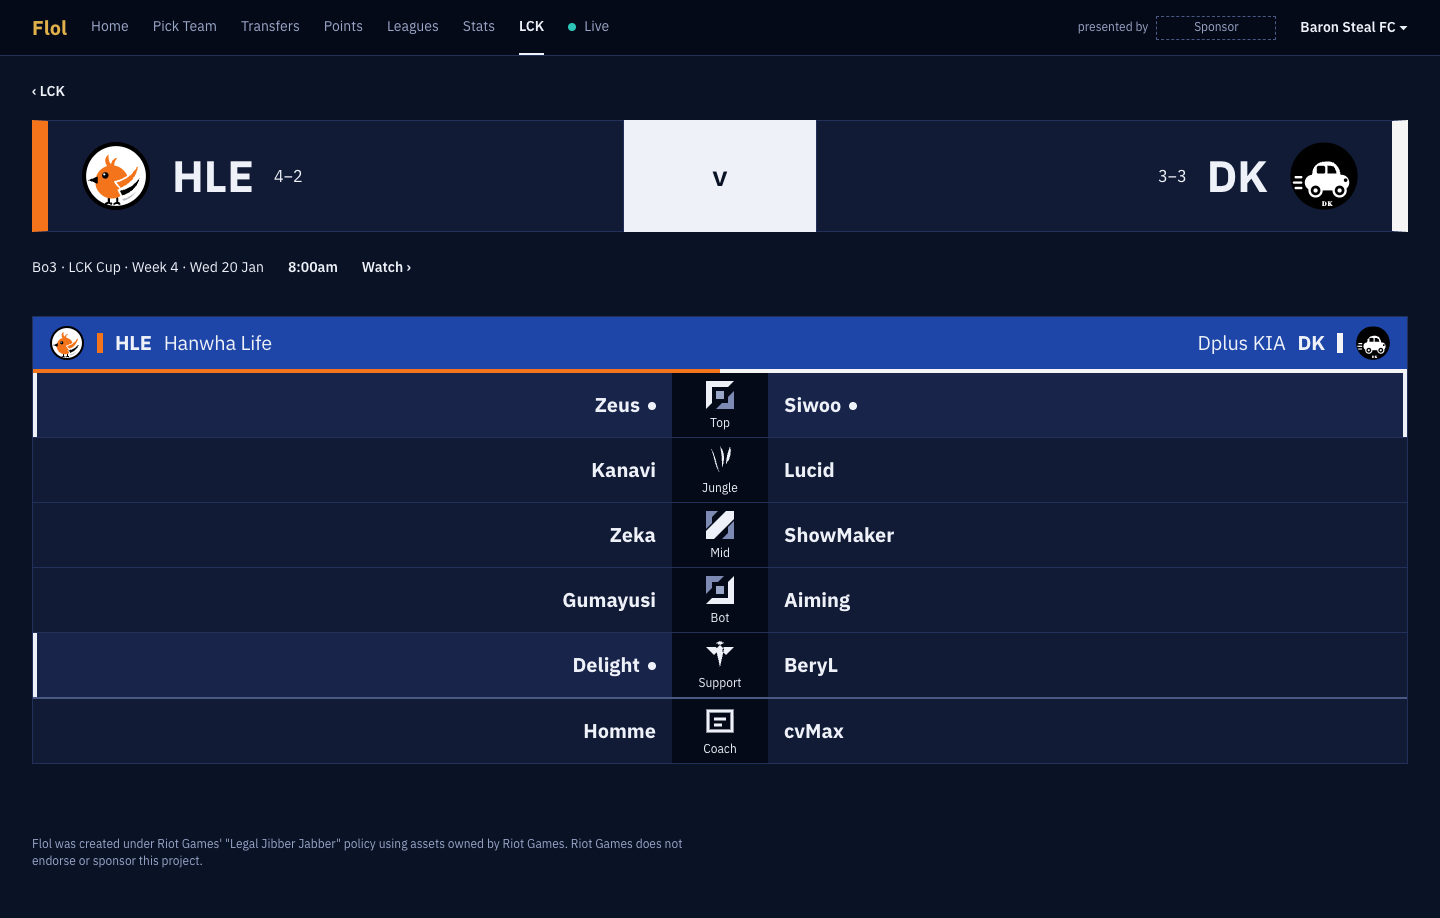 Flol Home Pick Team Transfers Points Leagues Stats LCK Live presented by Sponsor Baron Steal FC
‹ LCK
HLE 4–2 v 3–3 DK DK
Bo3 · LCK Cup · Week 4 · Wed 20 Jan 8:00am Watch ›
HLE Hanwha Life Dplus KIA DK
Zeus Top Siwoo
Kanavi Jungle Lucid
Zeka Mid ShowMaker
Gumayusi Bot Aiming
Delight Support BeryL
Homme Coach cvMax
Flol was created under Riot Games' "Legal Jibber Jabber" policy using assets owned by Riot Games. Riot Games does not
endorse or sponsor this project.